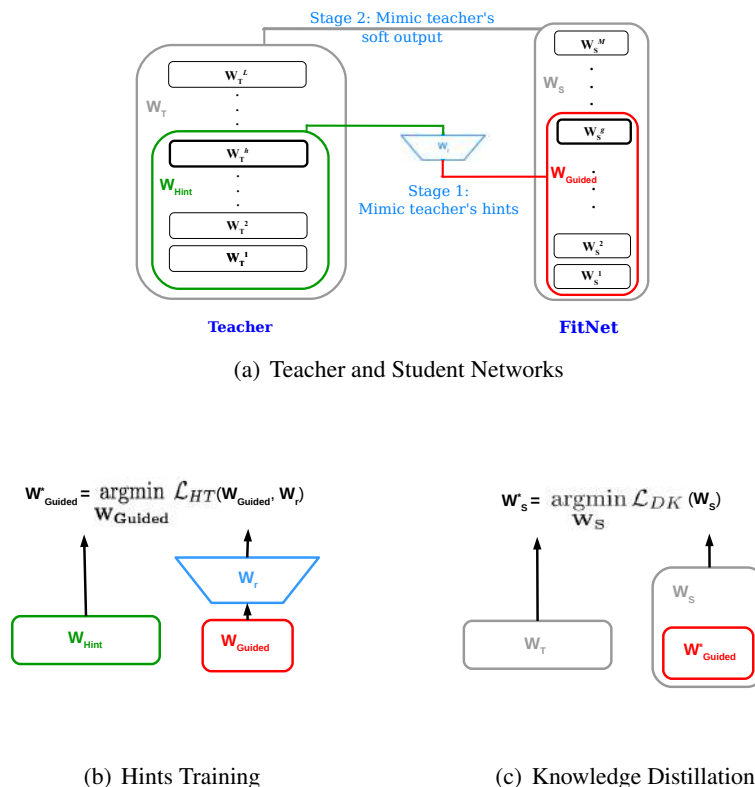 Stage 2: Mimic teacher's
soft output
W_T^L
W_T
W_T^h
W_Hint
W_T^2
W_T^1
Teacher
W_r
Stage 1:
Mimic teacher's hints
W_S^M
W_S
W_S^g
W_Guided
W_S^2
W_S^1
FitNet
(a) Teacher and Student Networks
W*_Guided = argmin L_HT(W_Guided, W_r)
W_Guided
W_Hint
W_r
W_Guided
(b) Hints Training
W*_S = argmin L_DK (W_S)
W_S
W_T
W_S
W*_Guided
(c) Knowledge Distillation